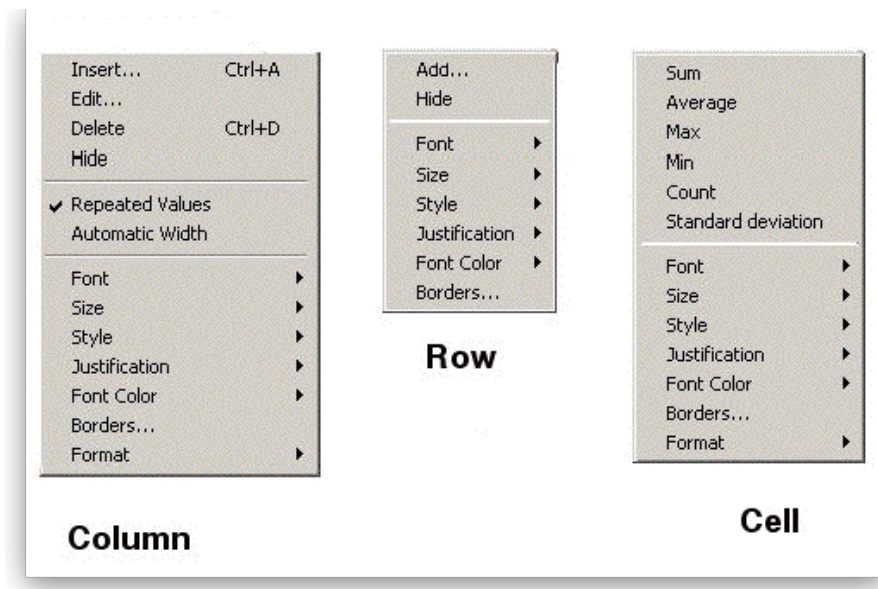 Insert... Ctrl+A
Edit...
Delete Ctrl+D
Hide
Repeated Values
Automatic Width
Font
Size
Style
Justification
Font Color
Borders...
Format
Column
Add...
Hide
Font
Size
Style
Justification
Font Color
Borders...
Row
Sum
Average
Max
Min
Count
Standard deviation
Font
Size
Style
Justification
Font Color
Borders...
Format
Cell